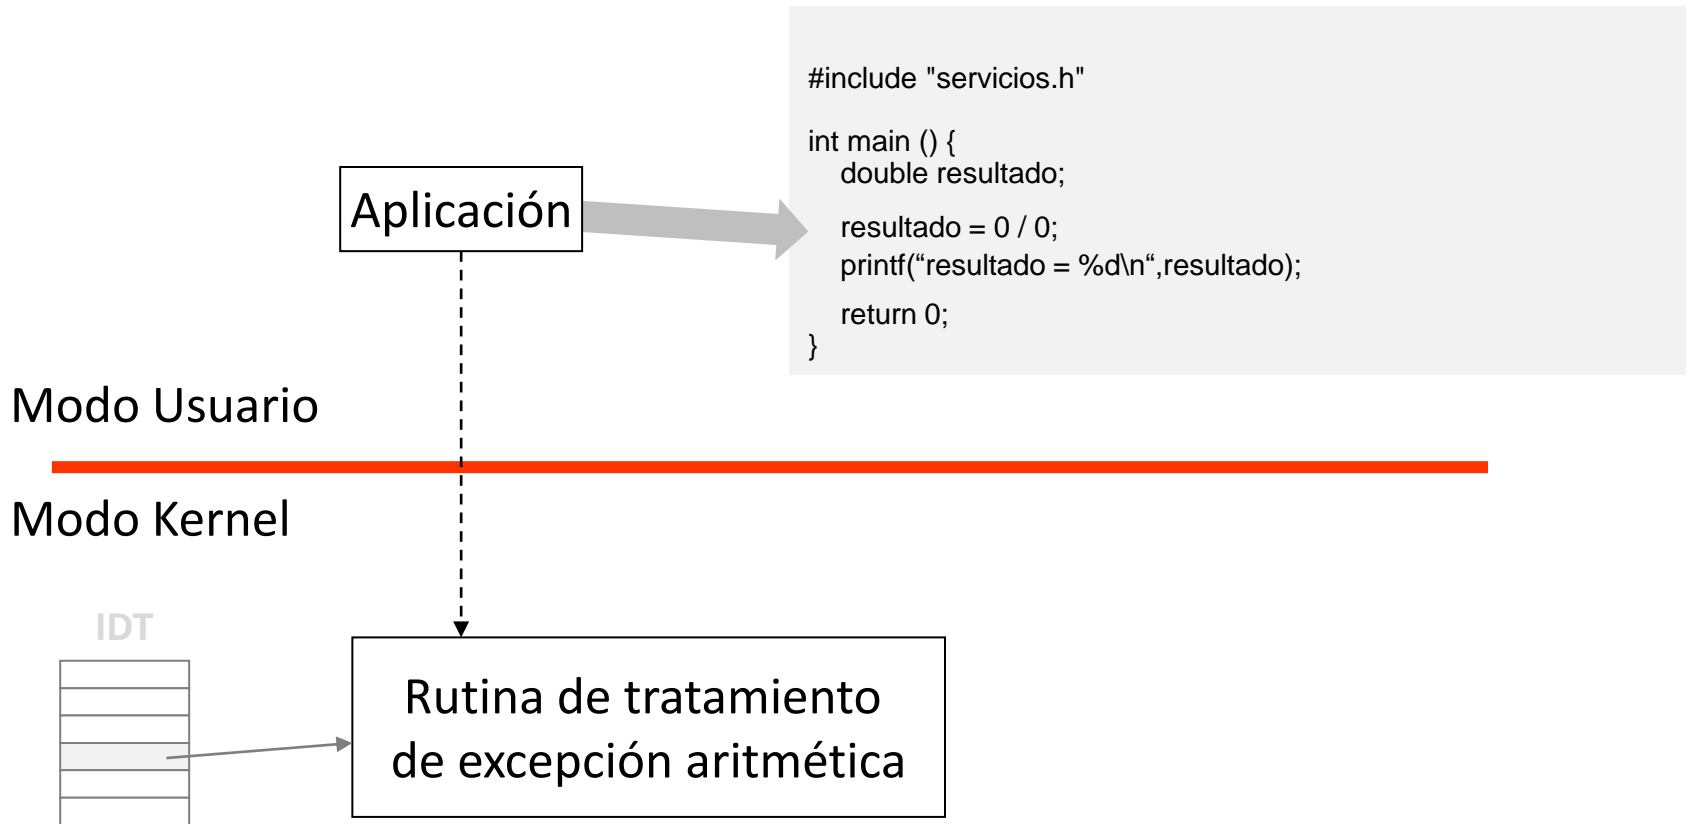 #include "servicios.h"
int main () {
double resultado;
Aplicación
resultado = 0 / 0;
printf(“resultado = %d\n“,resultado);
return 0;
}
Modo Usuario
Modo Kernel
IDT
Rutina de tratamiento
de excepción aritmética